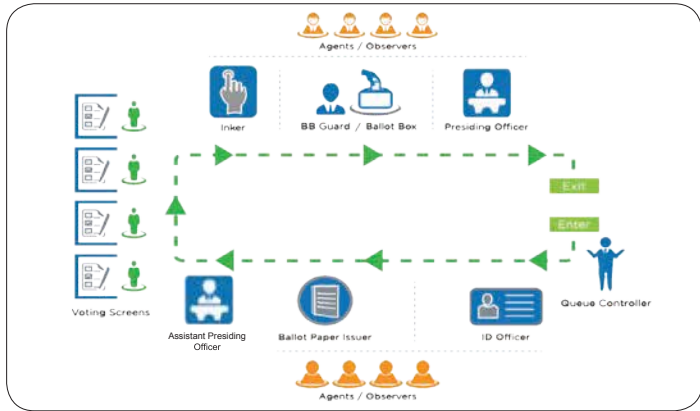 Agents / Observers
Inker
BB Guard / Ballot Box
Presiding Officer
Exit
Enter
Queue Controller
Voting Screens
Assistant Presiding
Officer
Ballot Paper Issuer
ID Officer
Agents / Observers